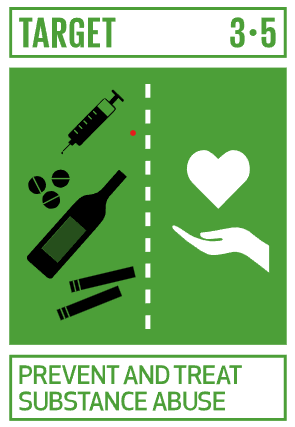 TARGET 3·5
PREVENT AND TREAT
SUBSTANCE ABUSE